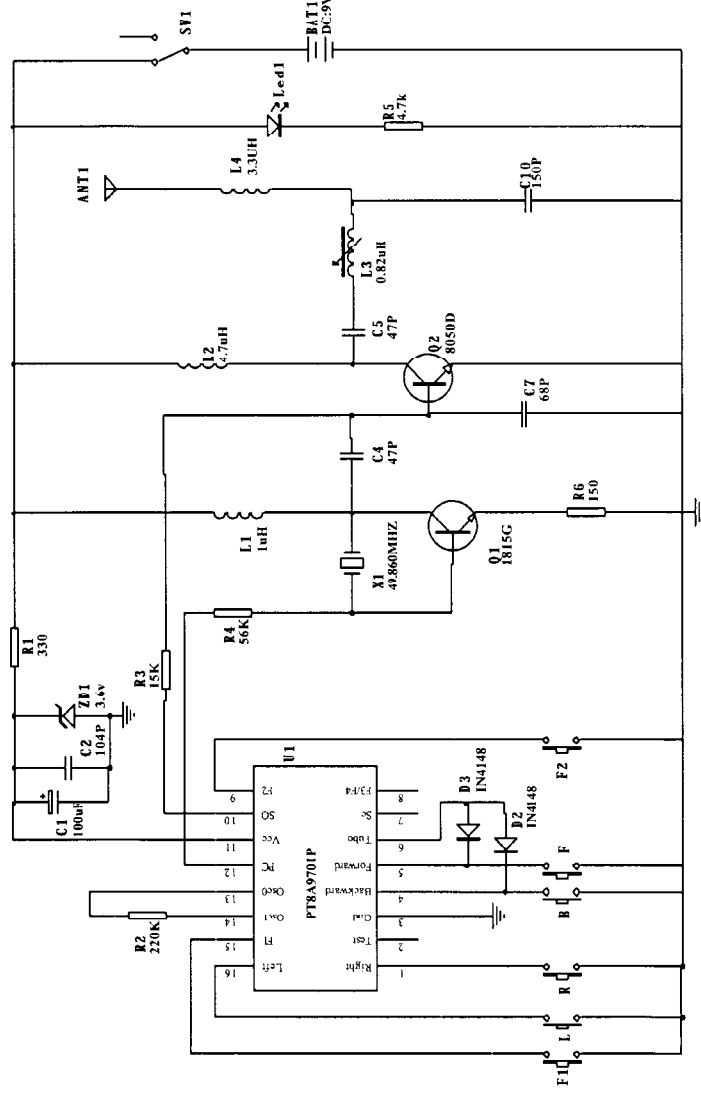 SW1
BAT1
DC:9V
Led1
R5
4.7k
ANT1
L4
3.3UH
C10
150P
L3
0.82uH
C5
47P
L2
4.7uH
Q2
8050D
C7
68P
C4
47P
L1
1uH
X1
49.860MHZ
Q1
1815G
R6
150
R4
56K
R1
330
R3
15K
ZD1
3.6v
C2
104P
C1
100uF
+
R2
220K
U1
PT8A9701P
9
F2
10
SO
11
Vcc
12
PC
13
OscO
14
OscI
15
FI
16
Left
8
F3/F4
7
Sc
6
Tubo
5
Forward
4
Backward
3
Gnd
2
Test
1
Right
D3
IN4148
D2
IN4148
F2
F
B
R
L
F1